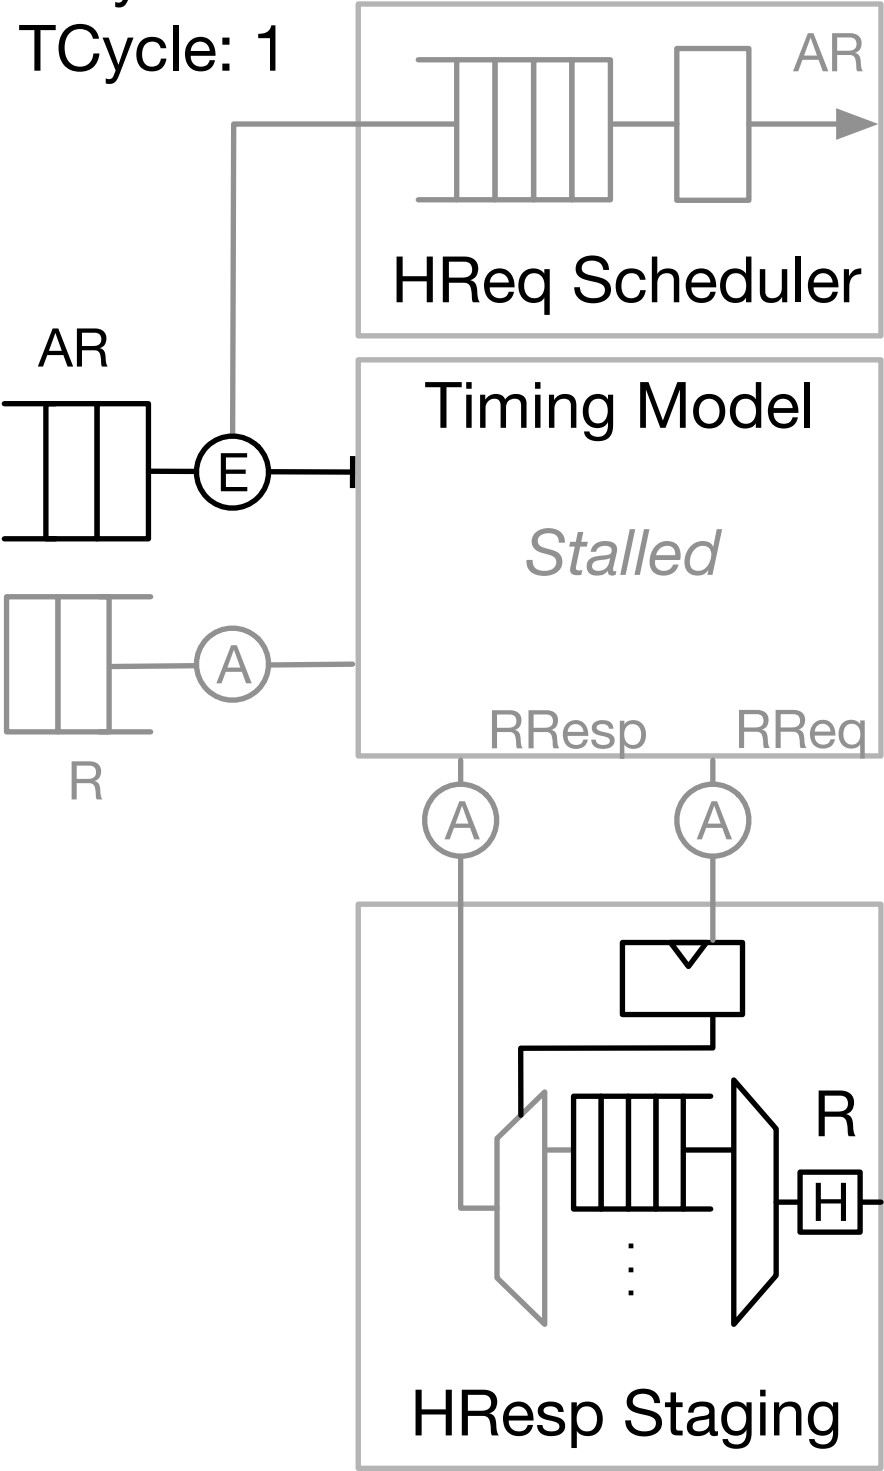 TCycle: 1
AR
HReq Scheduler
AR
E
Timing Model
Stalled
A
R
RResp
RReq
A
A
R
H
HResp Staging